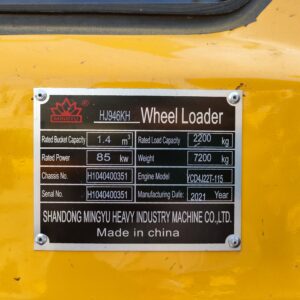 HJ946KH Wheel Loader
Rated Bucket Capacity 1.4 m³ Rated Load Capacity 2200 kg
Rated Power 85 kw Weight 7200 kg
Chassis No. H1040400351 Engine Model YCD4J22T-115
Serial No. H1040400351 Manufacturing Date 2021 Year
SHANDONG MINGYU HEAVY INDUSTRY MACHINE CO.,LTD.
Made in china